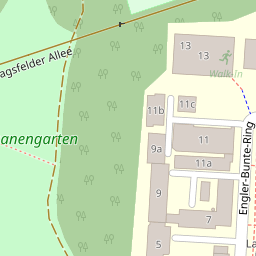 agsfelder Allee
13
13
Walk-In
11b
11c
anengarten
11
9a
11a
Engler-Bunte-Ring
9
7
5
La